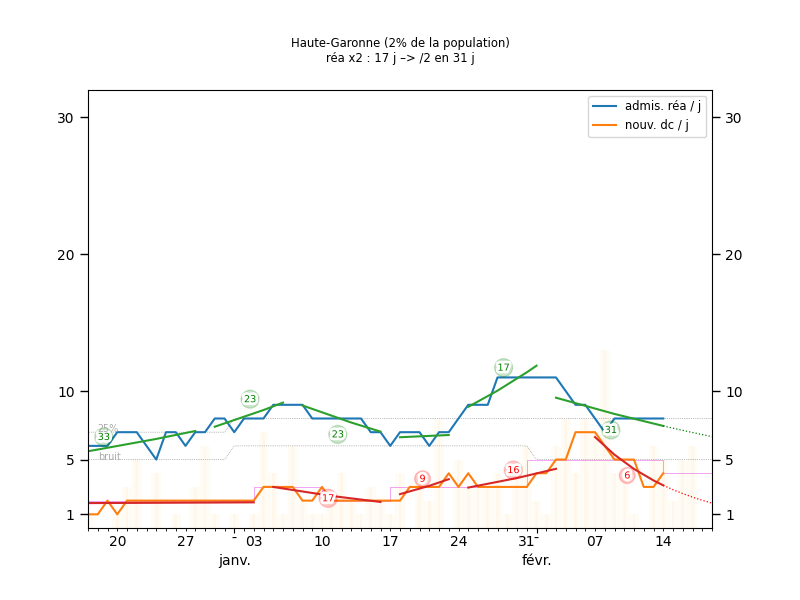 Haute-Garonne (2% de la population)
réa x2 : 17 j –> /2 en 31 j
admis. réa / j
nouv. dc / j
30 30
20 20
10 10
5 5
1 1
25%
bruit
33
23
23
17
31
17
9
16
6
20 27 - 03 10 17 24 31- 07 14
janv. févr.